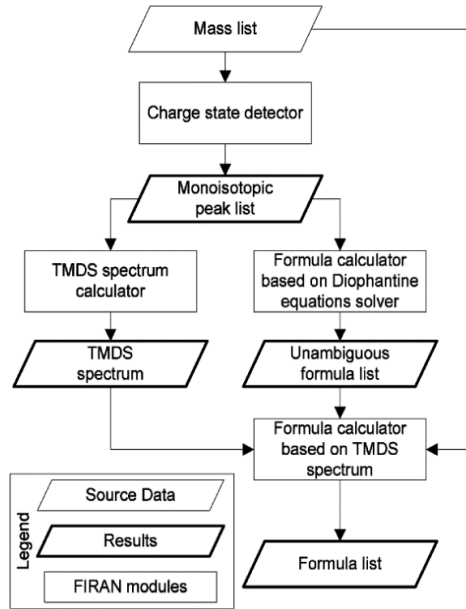 Mass list
Charge state detector
Monoisotopic
peak list
TMDS spectrum
calculator
Formula calculator
based on Diophantine
equations solver
TMDS
spectrum
Unambiguous
formula list
Formula calculator
based on TMDS
spectrum
Legend
Source Data
Results
FIRAN modules
Formula list